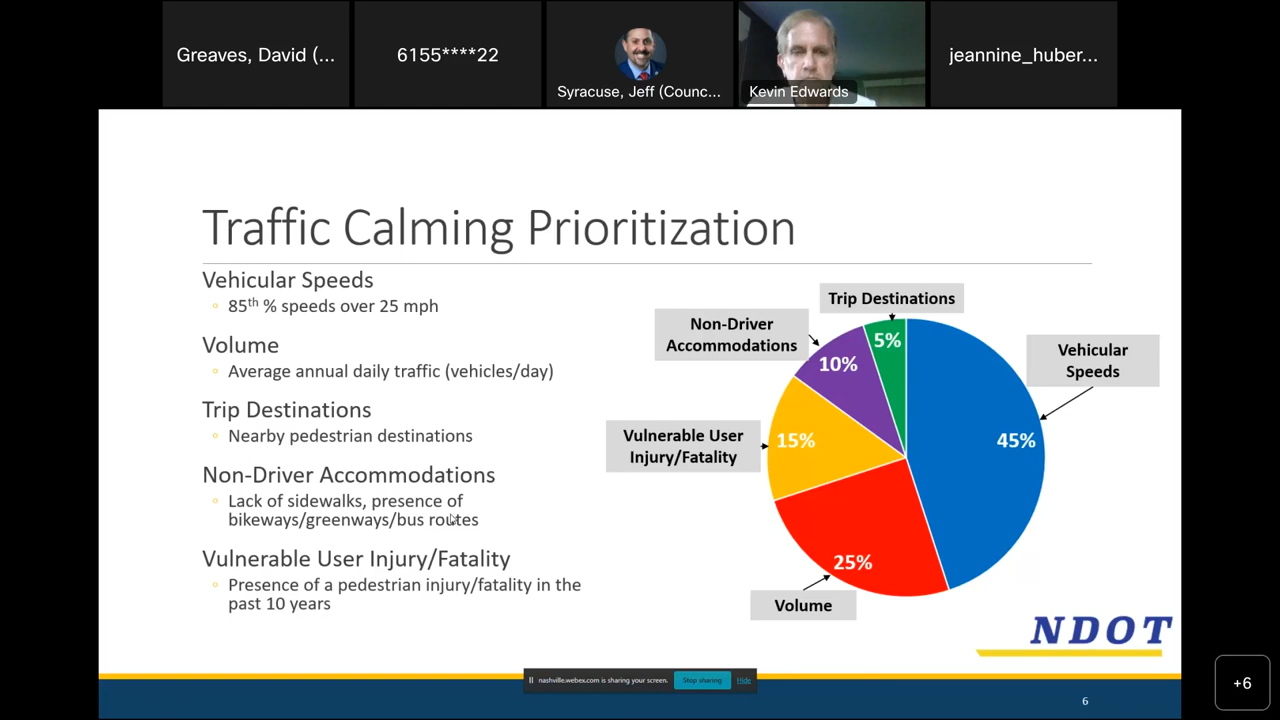 Greaves, David (...
6155****22
Syracuse, Jeff (Counc...
Kevin Edwards
jeannine_huber...
Traffic Calming Prioritization
Vehicular Speeds
85th % speeds over 25 mph
Volume
Average annual daily traffic (vehicles/day)
Trip Destinations
Nearby pedestrian destinations
Non-Driver Accommodations
Lack of sidewalks, presence of
bikeways/greenways/bus routes
Vulnerable User Injury/Fatality
Presence of a pedestrian injury/fatality in the
past 10 years
Trip Destinations
Non-Driver
Accommodations
5%
10%
Vehicular
Speeds
Vulnerable User
Injury/Fatality
15%
45%
25%
Volume
NDOT
nashville.webex.com is sharing your screen.
Stop sharing
Hide
6
+6